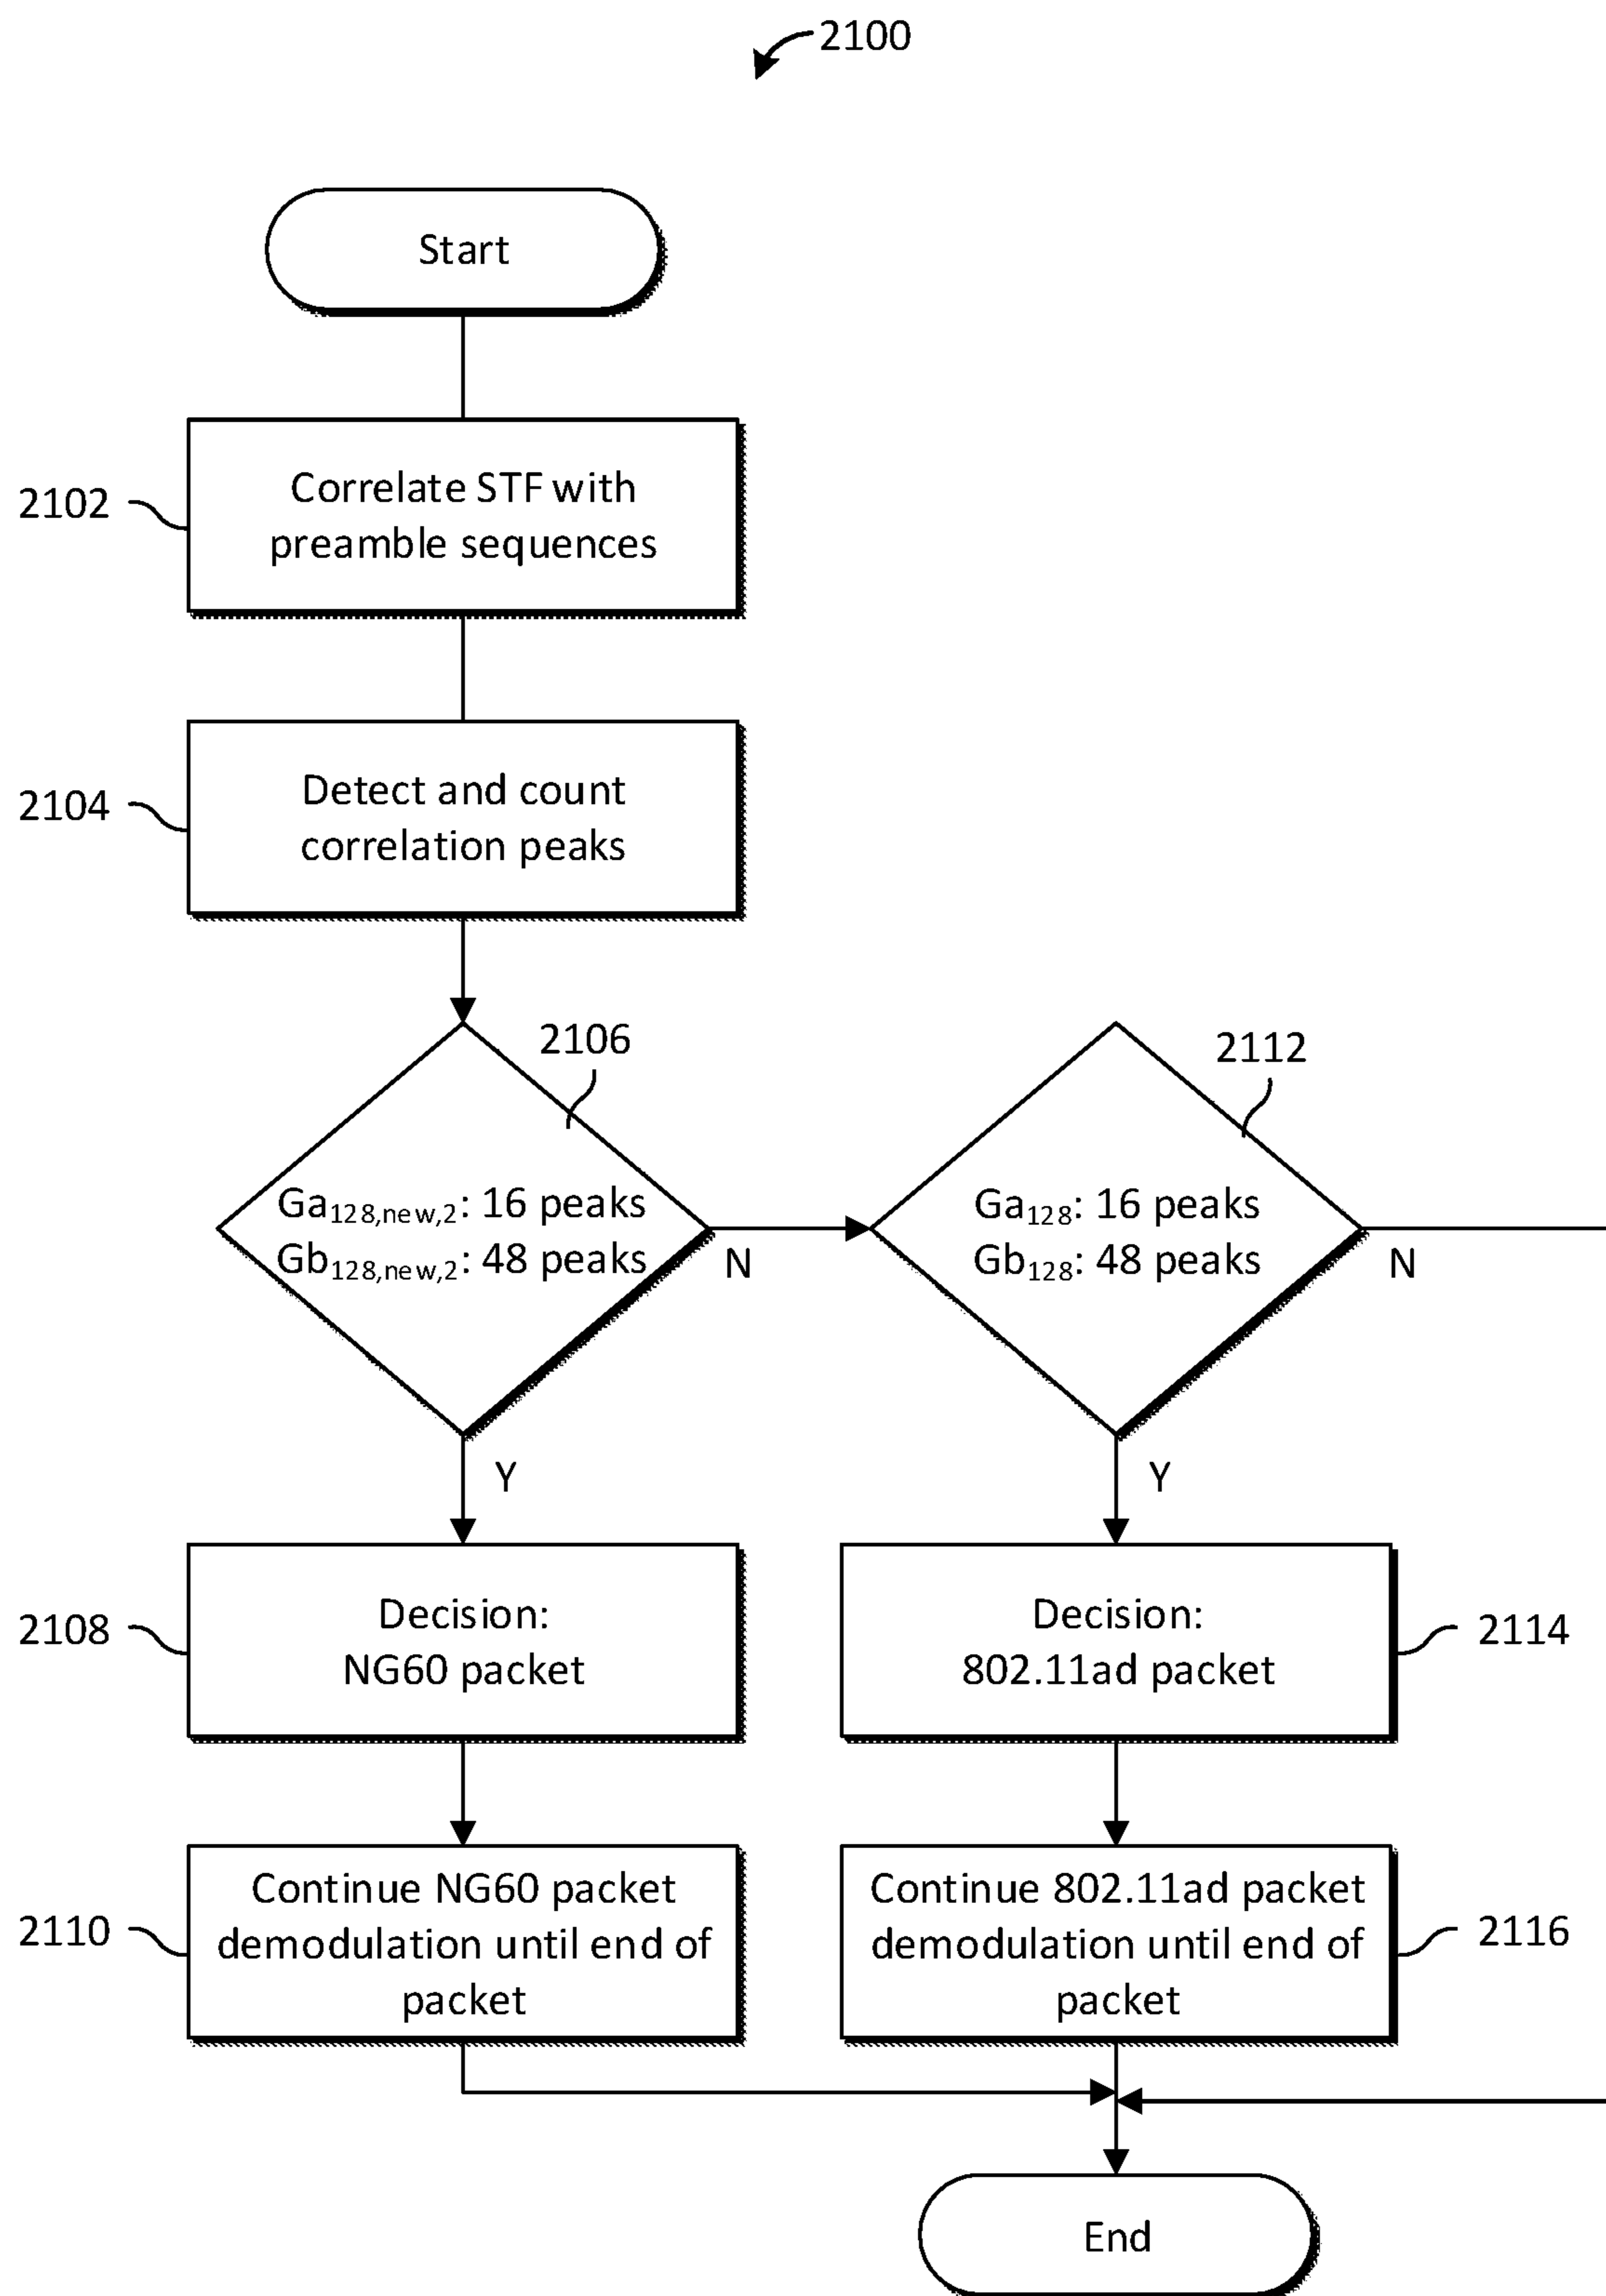 2100
Start
2102
Correlate STF with
preamble sequences
2104
Detect and count
correlation peaks
2106
Ga128,new,2: 16 peaks
Gb128,new,2: 48 peaks
N
Y
2112
Ga128: 16 peaks
Gb128: 48 peaks
N
Y
2108
Decision:
NG60 packet
Decision:
802.11ad packet
2114
2110
Continue NG60 packet
demodulation until end of
packet
Continue 802.11ad packet
demodulation until end of
packet
2116
End